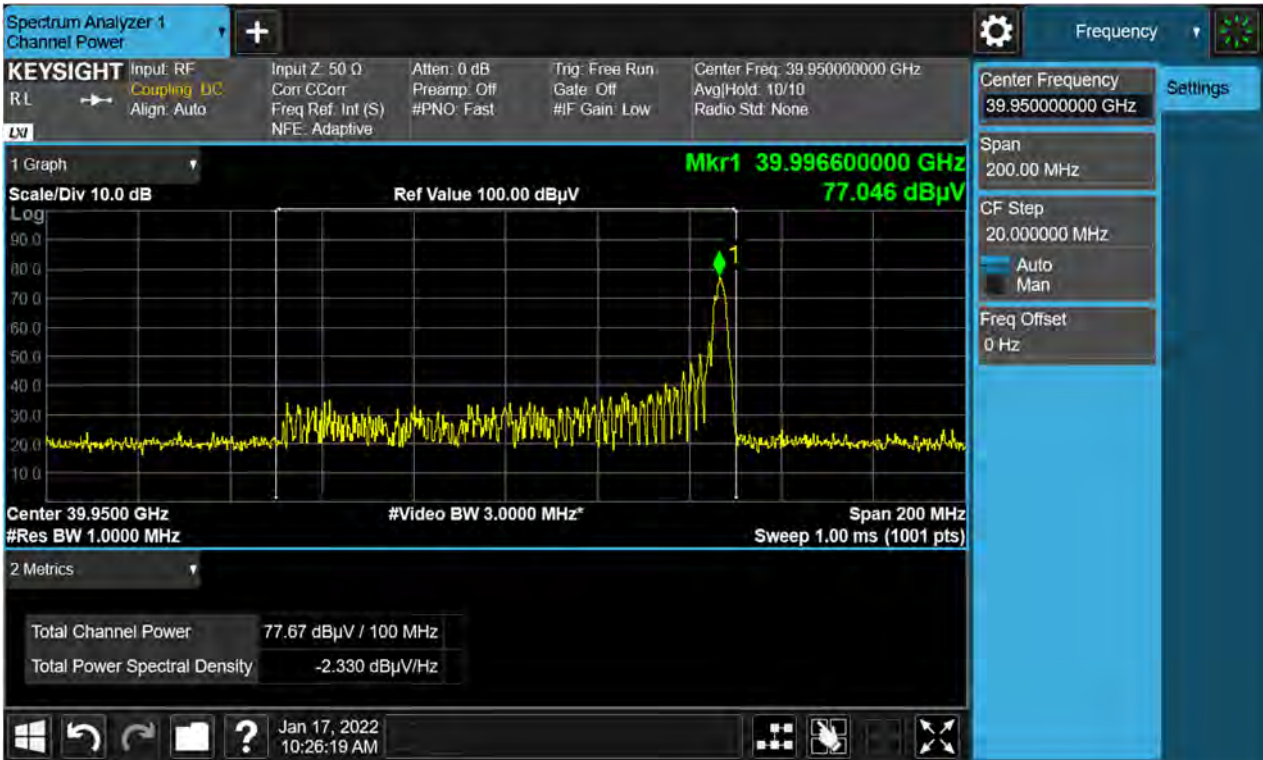 Spectrum Analyzer 1
Channel Power
+
Frequency
KEYSIGHT
RL
LXI
Input: RF
Coupling: DC
Align: Auto
Input Z: 50 Ω
Corr CCorr
Freq Ref: Int (S)
NFE: Adaptive
Atten: 0 dB
Preamp: Off
#PNO: Fast
Trig: Free Run
Gate: Off
#IF Gain: Low
Center Freq: 39.950000000 GHz
Avg|Hold: 10/10
Radio Std: None
Center Frequency
39.950000000 GHz
Settings
Span
200.00 MHz
CF Step
20.000000 MHz
Auto
Man
Freq Offset
0 Hz
1 Graph
Mkr1 39.996600000 GHz
77.046 dBµV
Scale/Div 10.0 dB
Ref Value 100.00 dBµV
Log
90.0
80.0
70.0
60.0
50.0
40.0
30.0
20.0
10.0
1
Center 39.9500 GHz
#Video BW 3.0000 MHz*
Span 200 MHz
#Res BW 1.0000 MHz
Sweep 1.00 ms (1001 pts)
2 Metrics
Total Channel Power 77.67 dBµV / 100 MHz
Total Power Spectral Density -2.330 dBµV/Hz
?
Jan 17, 2022
10:26:19 AM